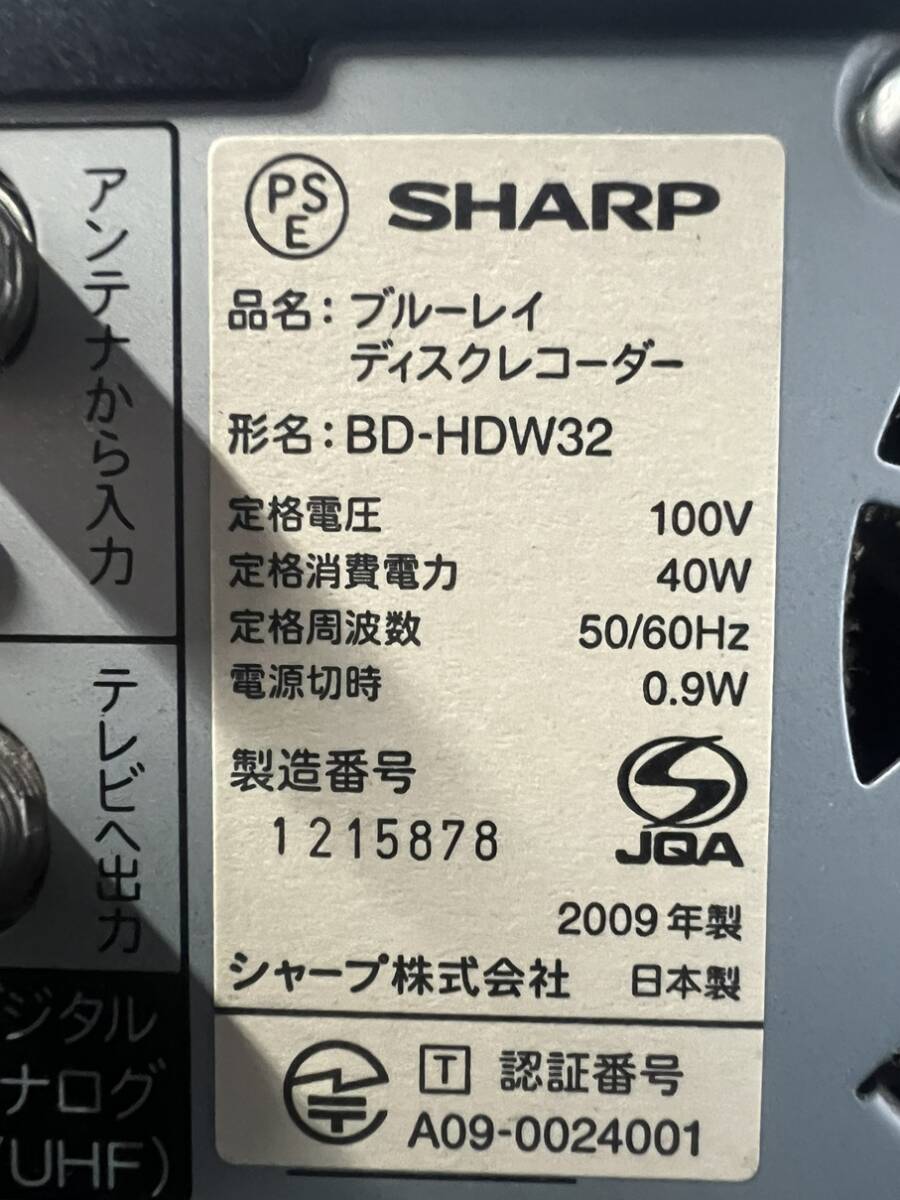 アンテナから入力
テレビへ出力
デジタル
アナログ
(UHF)
PS
E
SHARP
品名：ブルーレイ
ディスクレコーダー
形名：BD-HDW32
定格電圧 100V
定格消費電力 40W
定格周波数 50/60Hz
電源切時 0.9W
製造番号
1215878
JQA
2009年製
シャープ株式会社 日本製
T 認証番号
A09-0024001